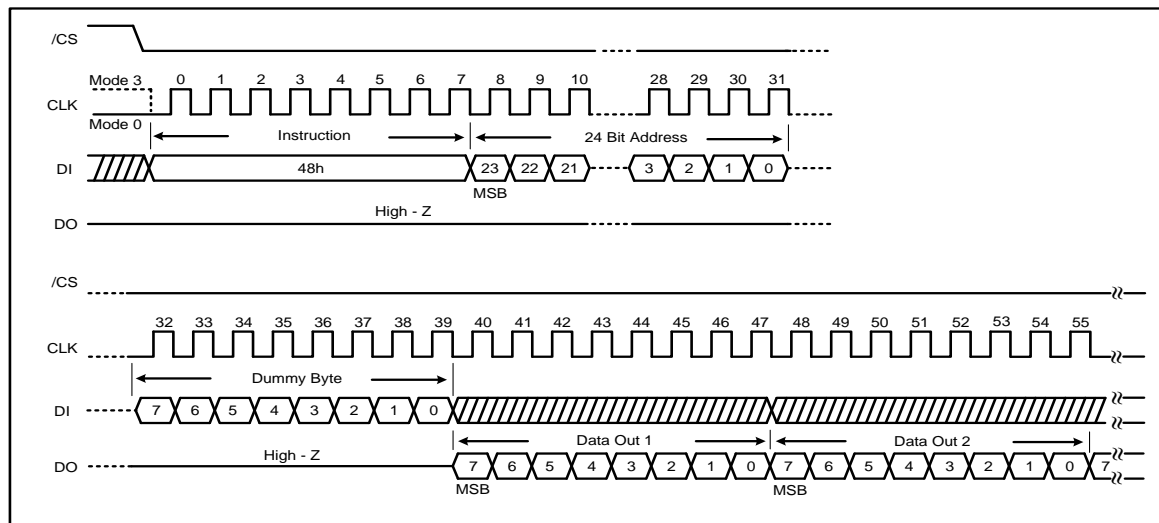 /CS
Mode 3 0 1 2 3 4 5 6 7 8 9 10 28 29 30 31
CLK
Mode 0
Instruction 24 Bit Address
DI 48h 23 22 21 3 2 1 0
MSB
High - Z
DO
/CS
32 33 34 35 36 37 38 39 40 41 42 43 44 45 46 47 48 49 50 51 52 53 54 55
CLK
Dummy Byte
DI 7 6 5 4 3 2 1 0
Data Out 1 Data Out 2
DO High - Z 7 6 5 4 3 2 1 0 7 6 5 4 3 2 1 0 7
MSB MSB